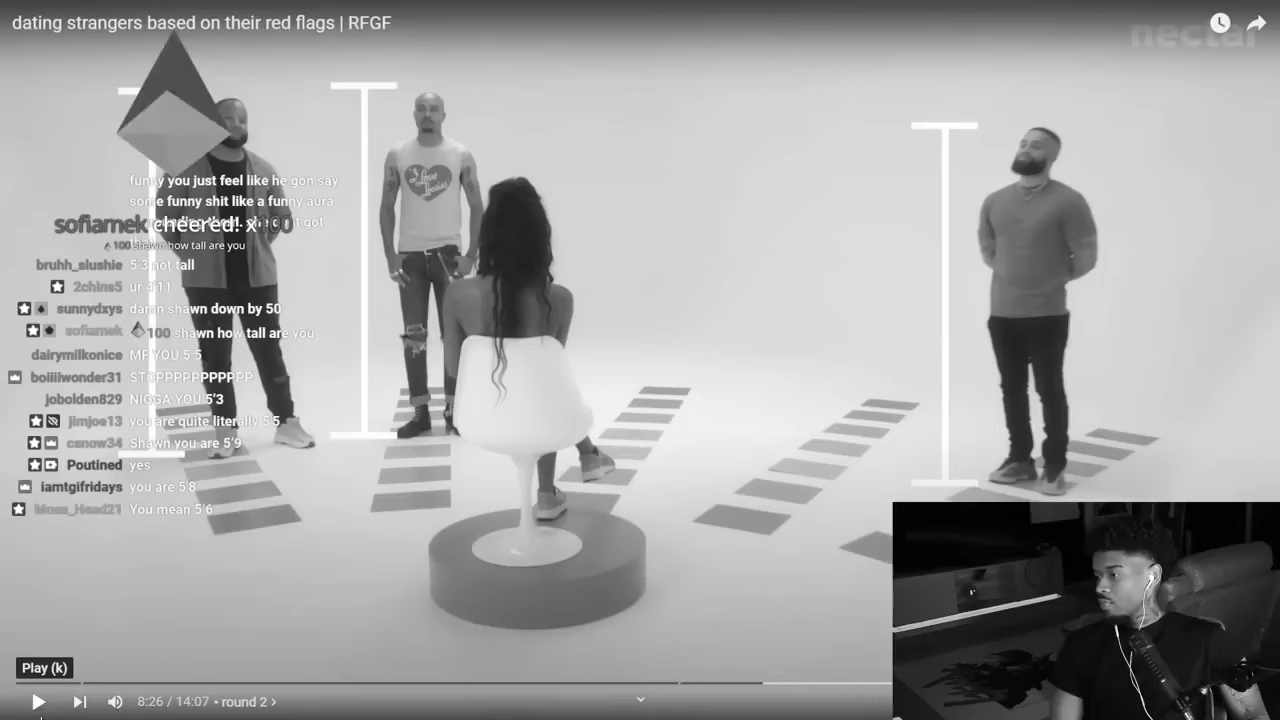 dating strangers based on their red flags | RFGF
nectar
I Love
funny you just feel like he gon say
some funny shit like a funny aura
sofiamek cheered! x100
100 shawn how tall are you
bruhh_slushie 5'3 not tall
2chins5 ur 4'11
sunnydxys damn shawn down by 50
sofiamek 100 shawn how tall are you
dairymilkonice MF YOU 5 5
boiiiiwonder31 STOPPPPPPPPPPP
jobolden829 NIGGA YOU 5'3
jimjoe13 you are quite literally 5'5
csnow34 Shawn you are 5'9
Poutined yes
iamtgifridays you are 5'8
Moss_Head21 You mean 5'6
Play (k)
8:26 / 14:07 • round 2 >